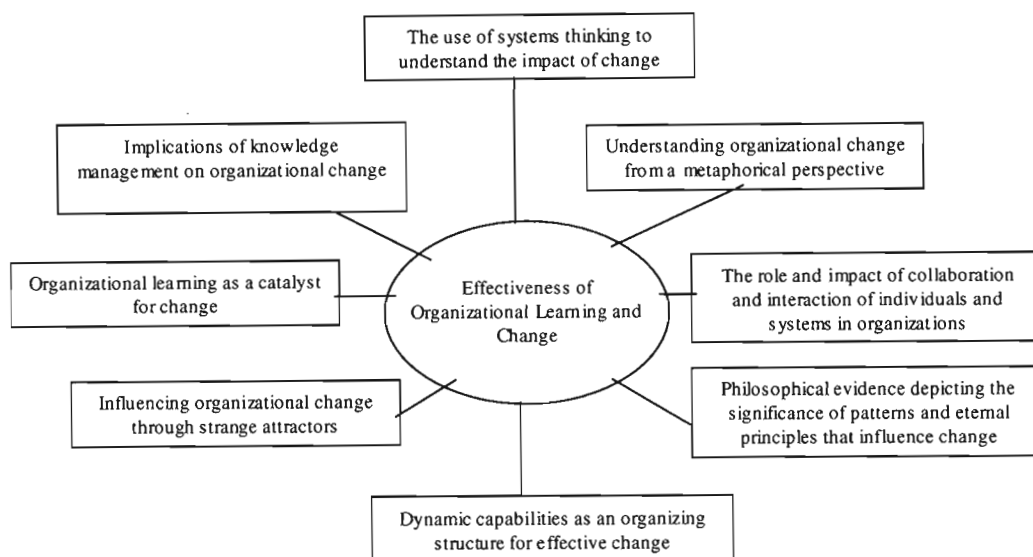 The use of systems thinking to
understand the impact of change
Implications of knowledge
management on organizational change
Understanding organizational change
from a metaphorical perspective
Organizational learning as a catalyst
for change
Effectiveness of
Organizational Learning and
Change
The role and impact of collaboration
and interaction of individuals and
systems in organizations
Influencing organizational change
through strange attractors
Philosophical evidence depicting the
significance of patterns and eternal
principles that influence change
Dynamic capabilities as an organizing
structure for effective change